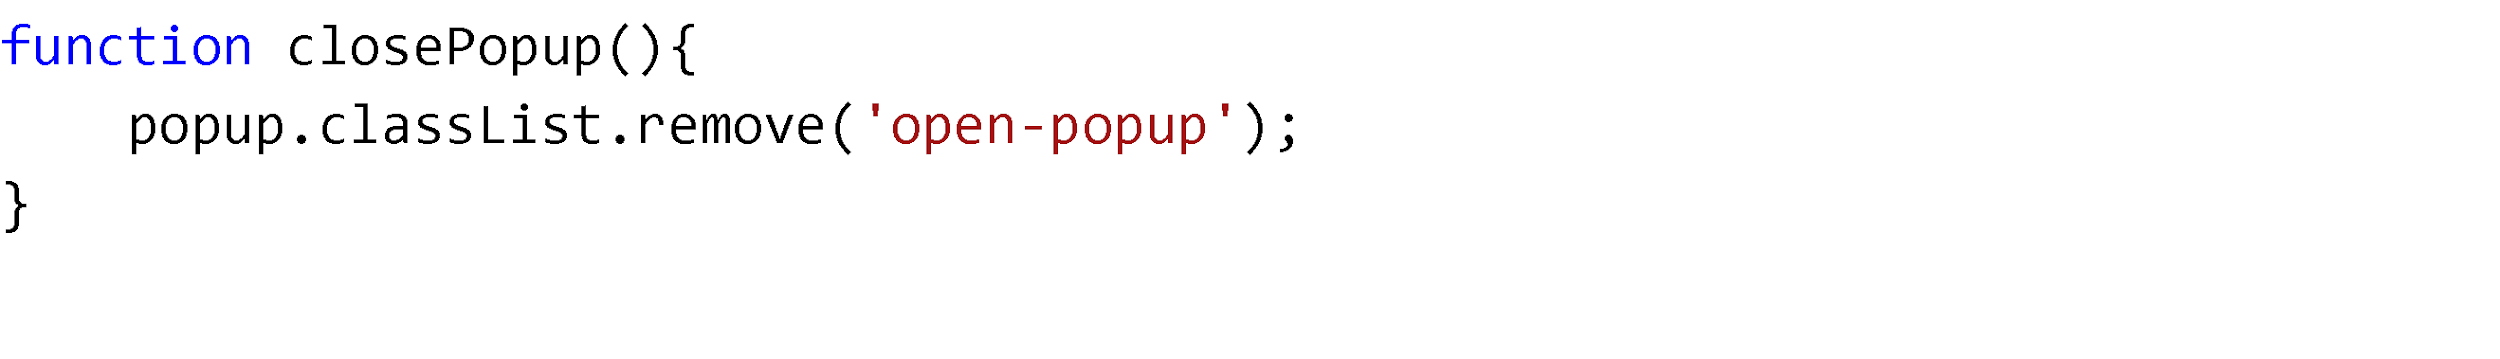 function closePopup(){
    popup.classList.remove('open-popup');
}